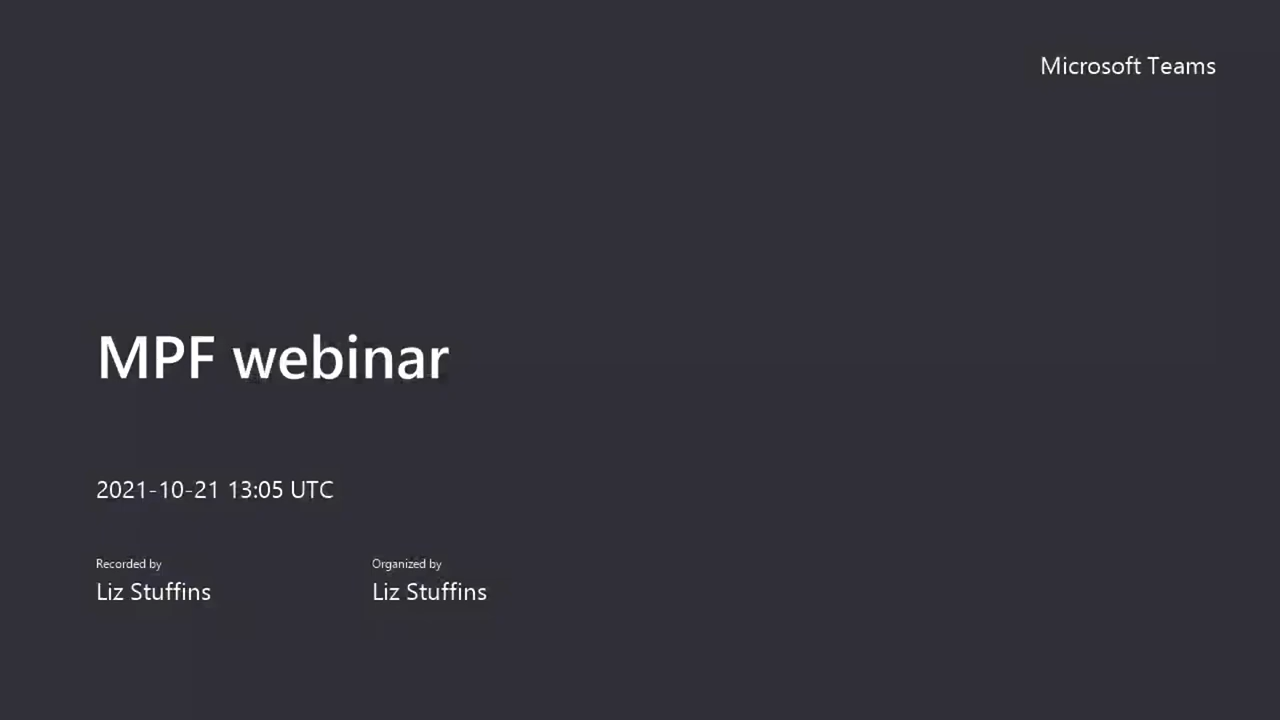 Microsoft Teams
MPF webinar
2021-10-21 13:05 UTC
Recorded by
Liz Stuffins
Organized by
Liz Stuffins